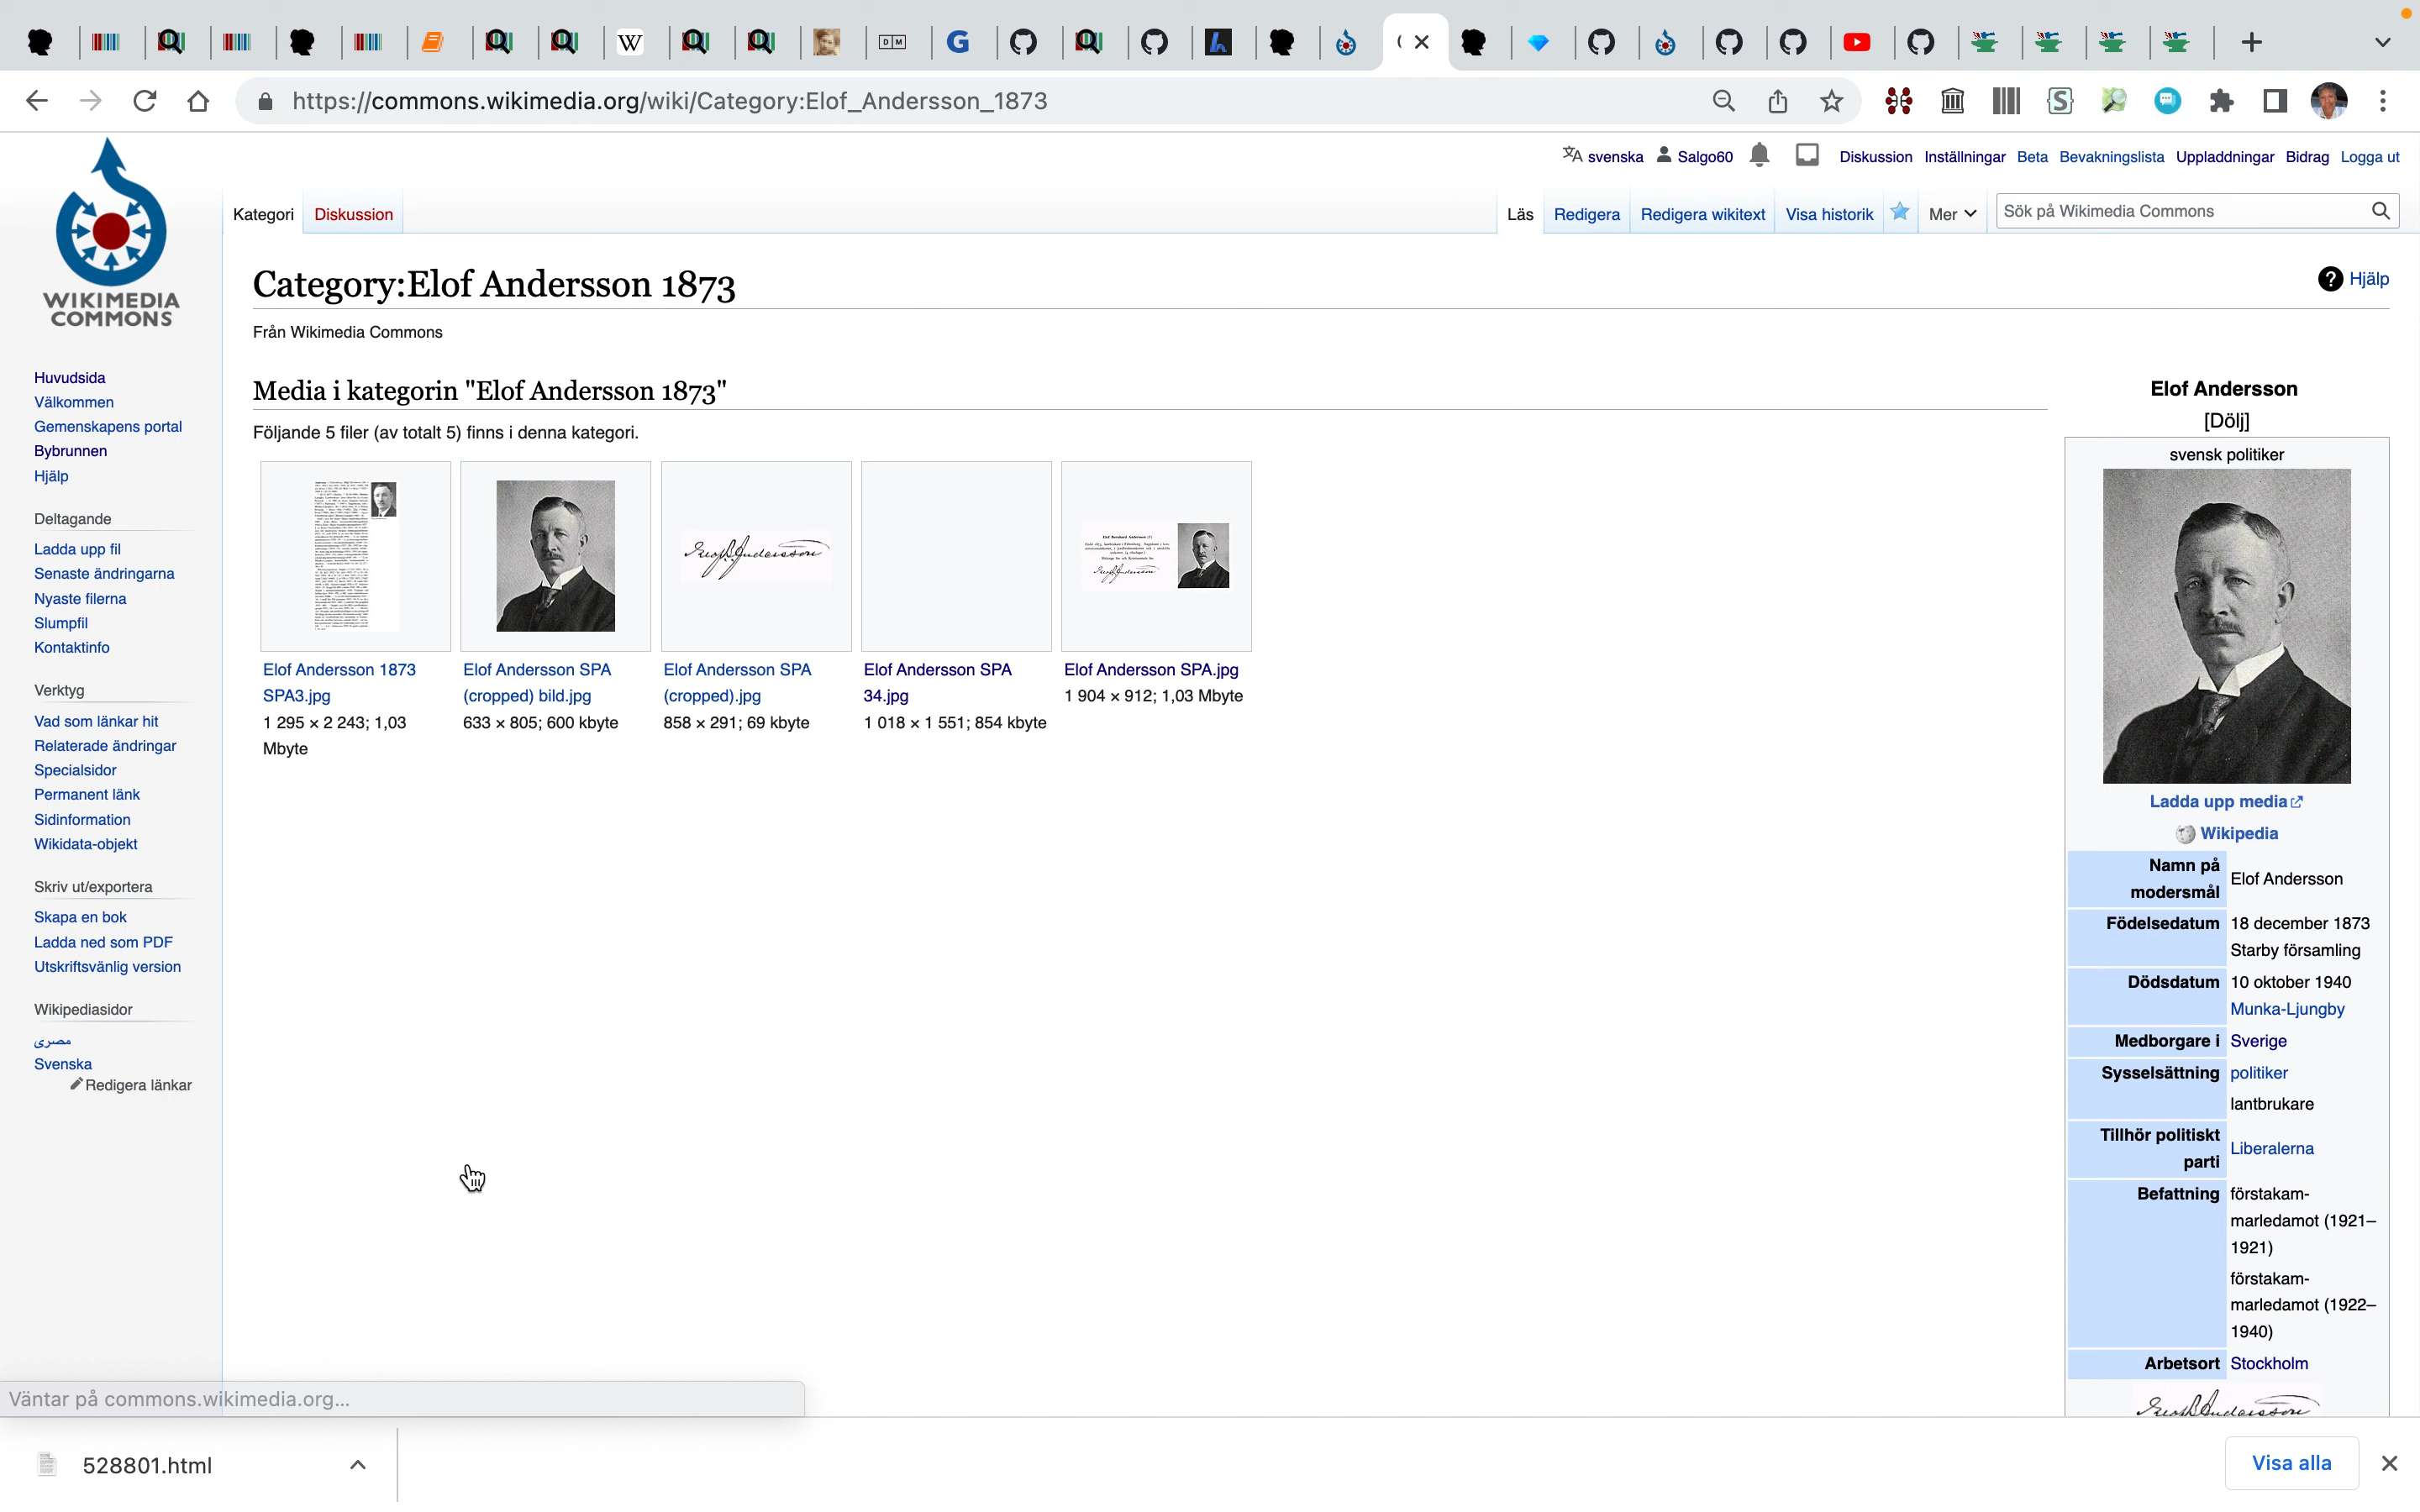 https://commons.wikimedia.org/wiki/Category:Elof_Andersson_1873
svenska Salgo60 Diskussion Inställningar Beta Bevakningslista Uppladdningar Bidrag Logga ut
Kategori Diskussion Läs Redigera Redigera wikitext Visa historik Mer Sök på Wikimedia Commons
WIKIMEDIA
COMMONS
Huvudsida
Välkommen
Gemenskapens portal
Bybrunnen
Hjälp
Deltagande
Ladda upp fil
Senaste ändringarna
Nyaste filerna
Slumpfil
Kontaktinfo
Verktyg
Vad som länkar hit
Relaterade ändringar
Specialsidor
Permanent länk
Sidinformation
Wikidata-objekt
Skriv ut/exportera
Skapa en bok
Ladda ned som PDF
Utskriftsvänlig version
Wikipediasidor
مصرى
Svenska
Redigera länkar
Category:Elof Andersson 1873
Hjälp
Från Wikimedia Commons
Media i kategorin "Elof Andersson 1873"
Följande 5 filer (av totalt 5) finns i denna kategori.
Elof Andersson 1873
SPA3.jpg
1 295 × 2 243; 1,03
Mbyte
Elof Andersson SPA
(cropped) bild.jpg
633 × 805; 600 kbyte
Elof Andersson SPA
(cropped).jpg
858 × 291; 69 kbyte
Elof Andersson SPA
34.jpg
1 018 × 1 551; 854 kbyte
Elof Andersson SPA.jpg
1 904 × 912; 1,03 Mbyte
Elof Andersson
[Dölj]
svensk politiker
Ladda upp media
Wikipedia
Namn på
modersmål
Elof Andersson
Födelsedatum 18 december 1873
Starby församling
Dödsdatum 10 oktober 1940
Munka-Ljungby
Medborgare i Sverige
Sysselsättning politiker
lantbrukare
Tillhör politiskt
parti
Liberalerna
Befattning förstakam-
marledamot (1921–
1921)
förstakam-
marledamot (1922–
1940)
Arbetsort Stockholm
Väntar på commons.wikimedia.org...
528801.html
Visa alla